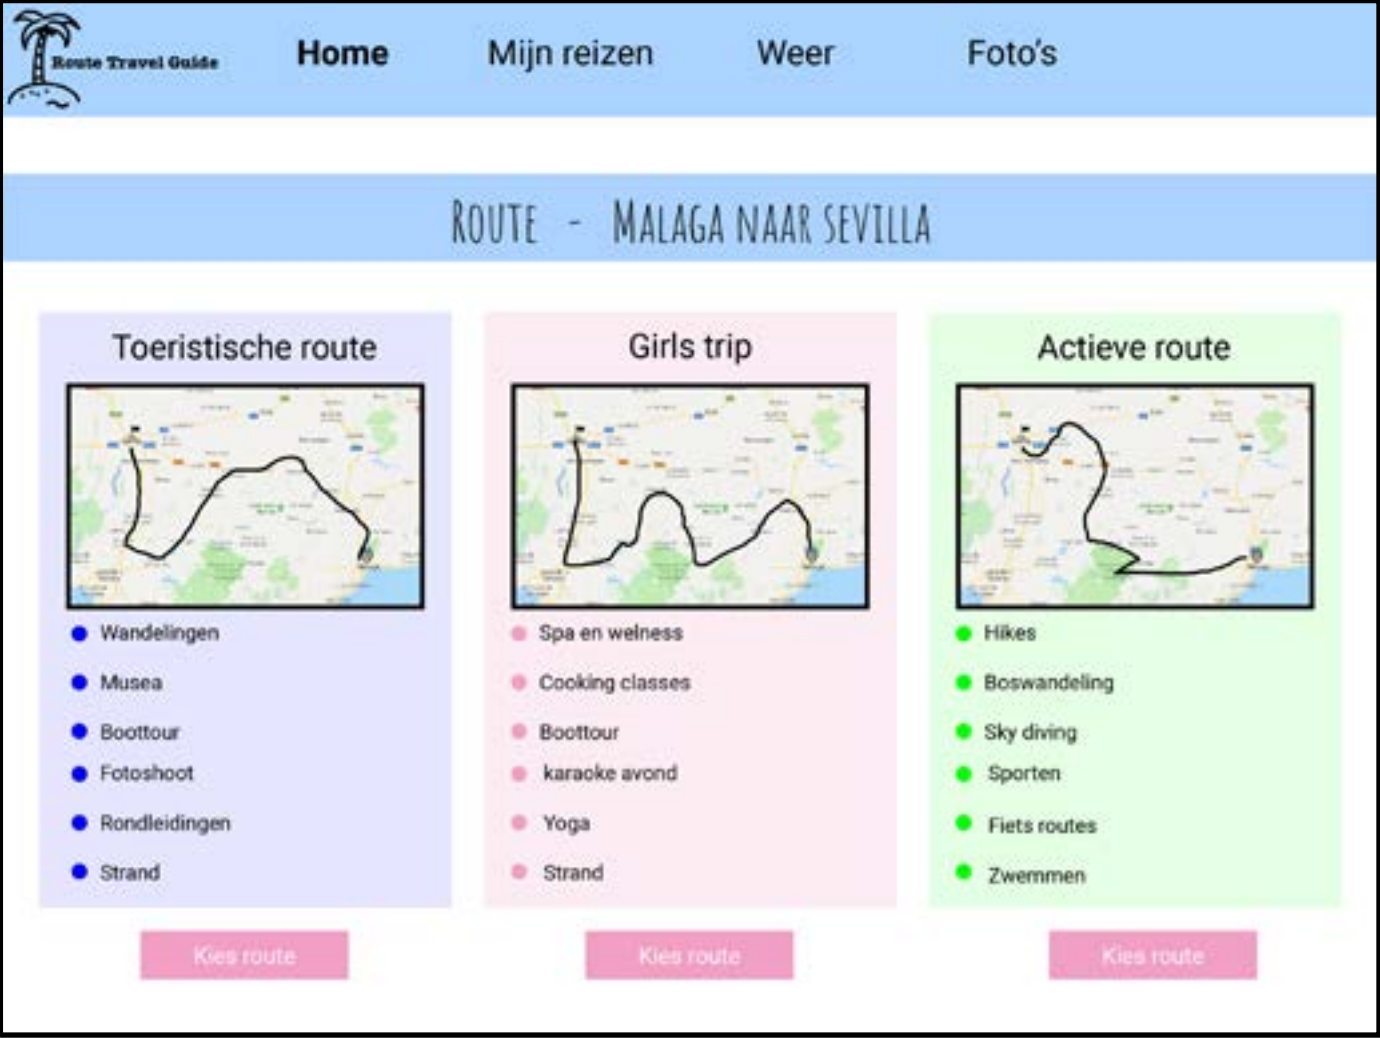 Route Travel Guide
Home
Mijn reizen
Weer
Foto's
Route - Malaga naar sevilla
Toeristische route
Wandelingen
Musea
Boottour
Fotoshoot
Rondleidingen
Strand
Kies route
Girls trip
Spa en welness
Cooking classes
Boottour
karaoke avond
Yoga
Strand
Kies route
Actieve route
Hikes
Boswandeling
Sky diving
Sporten
Fiets routes
Zwemmen
Kies route